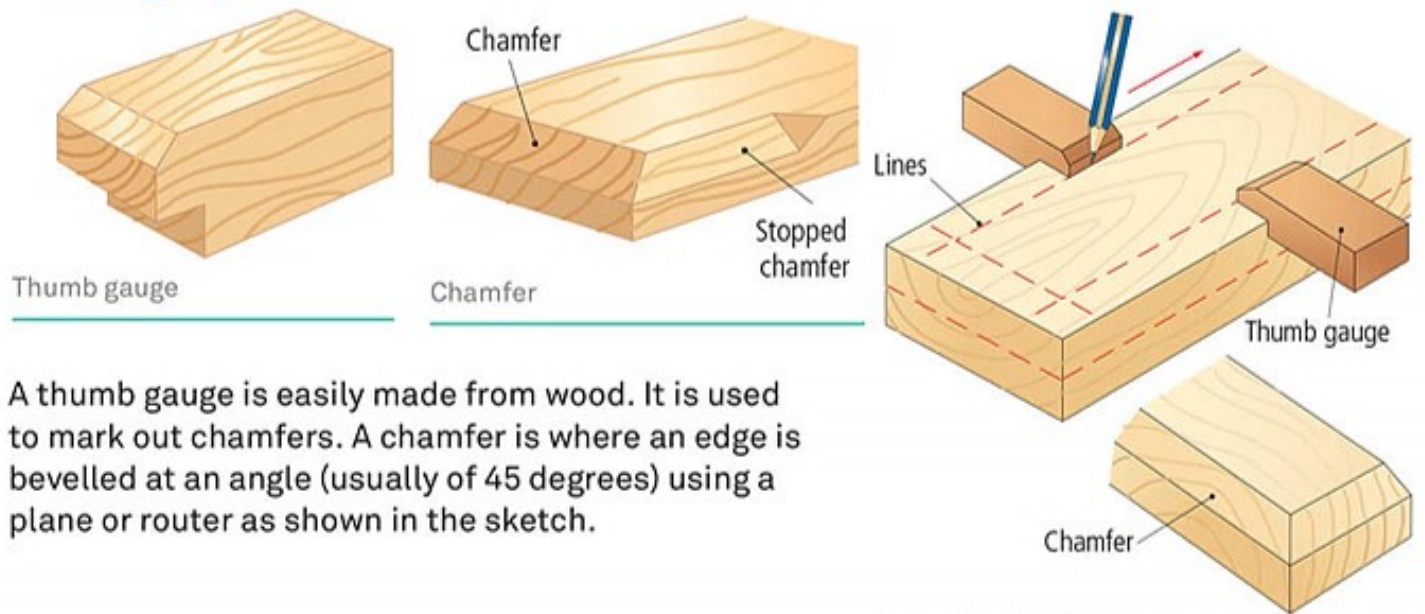 Chamfer
Stopped
chamfer
Thumb gauge
Chamfer
Lines
Thumb gauge
Chamfer
A thumb gauge is easily made from wood. It is used
to mark out chamfers. A chamfer is where an edge is
bevelled at an angle (usually of 45 degrees) using a
plane or router as shown in the sketch.